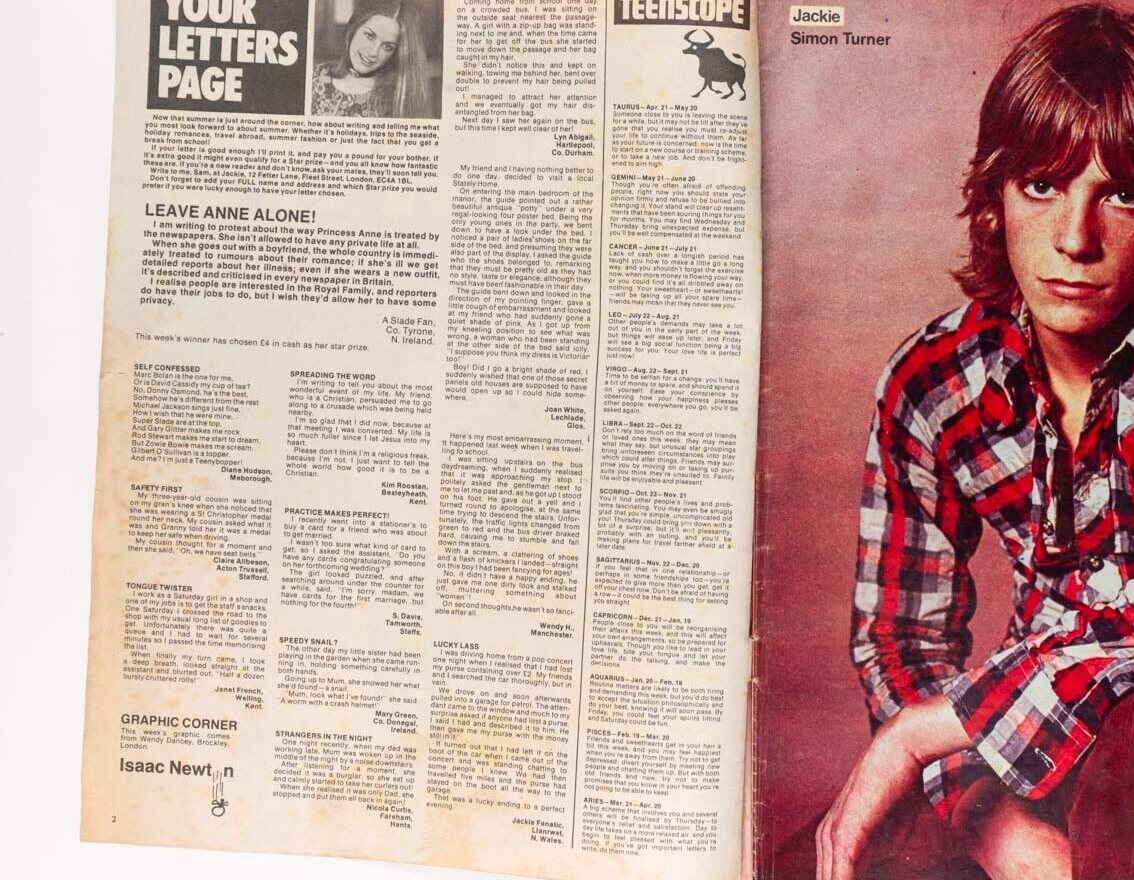 YOUR
LETTERS
PAGE
Now that summer is just around the corner, how about writing and telling me what
you most look forward to about summer. Whether it's holidays, trips to the seaside,
holiday romances, travel abroad, summer fashion or just the fact that you get a
break from school!
If your letter is good enough I'll print it, and pay you a pound for your bother. If
it's extra good it might even qualify for a Star prize—and you all know how fantastic
these are. If you're a new reader and don't know, ask your mates, they'll soon tell you.
Write to me, Sam, at Jackie, 12 Fetter Lane, Fleet Street, London, EC4A 1BL.
Don't forget to add your FULL name and address and which Star prize you would
prefer if you were lucky enough to have your letter chosen.
LEAVE ANNE ALONE!
I am writing to protest about the way Princess Anne is treated by
the newspapers. She isn't allowed to have any private life at all.
When she goes out with a boyfriend, the whole country is immedi-
ately treated to rumours about their romance; if she's ill we get
detailed reports about her illness; even if she wears a new outfit,
it's described and criticised in every newspaper in Britain.
I realise people are interested in the Royal Family, and reporters
do have their jobs to do, but I wish they'd allow her to have some
privacy.
A Slade Fan,
Co. Tyrone,
N. Ireland.
This week's winner has chosen £4 in cash as her star prize.
SELF CONFESSED
Marc Bolan is the one for me,
Or is David Cassidy my cup of tea?
No, Donny Osmond, he's the best,
Somehow he's different from the rest
Michael Jackson sings just fine,
How I wish that he were mine,
Super Slade are at the top,
And Gary Glitter makes me rock,
Rod Stewart makes me start to dream,
But Zowie Bowie makes me scream,
Gilbert O'Sullivan is a topper!
And me? I'm just a Teenybopper!
Diane Hudson,
Meborough.
SAFETY FIRST
My three-year-old cousin was sitting
on my gran's knee when she noticed that
she was wearing a St Christopher medal
round her neck. My cousin asked what it
was and Granny told her it was a medal
to keep her safe when driving.
My cousin thought for a moment and
then she said, "Oh, we have seat belts."
Claire Allbeson,
Acton Trussell,
Stafford.
TONGUE TWISTER
I work as a Saturday girl in a shop and
one of my jobs is to get the staff's snacks.
One Saturday I crossed the road to the
shop with my usual long list of goodies to
get. Unfortunately there was quite a
queue and I had to wait for several
minutes so I passed the time memorising
the list.
When finally my turn came, I took
a deep breath, looked straight at the
assistant and blurted out, "Half a dozen
bursty cruttered rolls!"
Janet French,
Welling,
Kent.
GRAPHIC CORNER
This week's graphic comes
from Wendy Dancey, Brockley,
London.
Isaac Newt n
2
SPREADING THE WORD
I'm writing to tell you about the most
wonderful event of my life. My friend,
who is a Christian, persuaded me to go
along to a crusade which was being held
nearby.
I'm so glad that I did now, because at
that meeting I was converted. My life is
so much fuller since I let Jesus into my
heart.
Please don't think I'm a religious freak,
because I'm not. I just want to tell the
whole world how good it is to be a
Christian.
Kim Roostan,
Bexleyheath,
Kent.
PRACTICE MAKES PERFECT!
I recently went into a stationer's to
buy a card for a friend who was about
to get married.
I wasn't too sure what kind of card to
get, so I asked the assistant, "Do you
have any cards congratulating someone
on her forthcoming wedding?"
The girl looked puzzled, and after
searching around under the counter for
a while, said, "I'm sorry, madam, we
have cards for the first marriage, but
nothing for the fourth!"
S. Davis,
Tamworth,
Staffs.
SPEEDY SNAIL?
The other day my little sister had been
playing in the garden when she came run-
ning in, holding something carefully in
both hands.
Going up to Mum, she showed her what
she'd found — a snail.
"Mum, look what I've found!" she said.
"A worm with a crash helmet!"
Mary Green,
Co. Donegal,
Ireland.
STRANGERS IN THE NIGHT
One night recently, when my dad was
working late, Mum was woken up in the
middle of the night by a noise downstairs.
After listening for a moment, she
decided it was a burglar, so she sat up
and calmly started to take her curlers out!
When she realised it was only Dad, she
stopped and put them all back in again!
Nicola Curtis,
Fareham,
Hants.
Coming home from school one day
on a crowded bus, I was sitting on
the outside seat nearest the passage-
way. A girl with a zip-up bag was stand-
ing next to me and, when the time came
for her to get off the bus she started
to move down the passage and her bag
caught in my hair.
She didn't notice this and kept on
walking, towing me behind her, bent over
double to prevent my hair being pulled
out!
I managed to attract her attention
and we eventually got my hair dis-
entangled from her bag.
Next day I saw her again on the bus,
but this time I kept well clear of her!
Lyn Abigail,
Hartlepool,
Co. Durham.
My friend and I having nothing better to
do one day, decided to visit a local
Stately Home.
On entering the main bedroom of the
manor, the guide pointed out a rather
beautiful antique "potty" under a very
regal-looking four poster bed. Being the
only young ones in the party, we bent
down to have a look under the bed. I
noticed a pair of ladies' shoes on the far
side of the bed, and presuming they were
also part of the display, I asked the guide
who the shoes belonged to, remarking
that they must be pretty old as they had
no style, taste or elegance, although they
must have been fashionable in their day.
The guide bent down and looked in the
direction of my pointing finger, gave a
little cough of embarrassment and looked
at my friend who had suddenly gone a
quiet shade of pink. As I got up from
my kneeling position to see what was
wrong, a woman who had been standing
at the other side of the bed said icily,
"I suppose you think my dress is Victorian
too!"
Boy! Did I go a bright shade of red. I
suddenly wished that one of those secret
panels old houses are supposed to have
would open up so I could hide some-
where.
Joan White,
Lechlade,
Glos.
Here's my most embarrassing moment.
It happened last week when I was travel-
ling to school.
I was sitting upstairs on the bus
daydreaming, when I suddenly realised
that it was approaching my stop. I
politely asked the gentleman next to
me to let me past and, as he got up I stood
on his foot. He gave out a yell and I
turned round to apologise, at the same
time trying to descend the stairs. Unfor-
tunately, the traffic lights changed from
green to red and the bus driver braked
hard, causing me to stumble and fall
down the stairs.
With a scream, a clattering of shoes
and a flash of knickers I landed—straight
on this boy I had been fancying for ages!
No, it didn't have a happy ending, he
just gave me one dirty look and stalked
off, muttering something about
"women"!
On second thoughts, he wasn't so fanci-
able after all.
Wendy H.,
Manchester.
LUCKY LASS
I was driving home from a pop concert
one night when I realised that I had lost
my purse containing over £2. My friends
and I searched the car thoroughly, but in
vain.
We drove on and soon afterwards
pulled into a garage for petrol. The atten-
dant came to the window and much to my
surprise asked if anyone had lost a purse.
I said I had and described it to him. He
then gave me my purse with the money
still in it.
It turned out that I had left it on the
boot of the car when I came out of the
concert and was standing chatting to
some people I knew. We had then
travelled five miles and the purse had
stayed on the boot all the way to the
garage.
That was a lucky ending to a perfect
evening.
Jackie Fanatic,
Llanrwst,
N. Wales.
TEENSCOPE
TAURUS—Apr. 21—May 20
Someone close to you is leaving the scene
for a while, but it may not be till after they've
gone that you realise you must re-adjust
your life to continue without them. As far
as your future is concerned, now is the time
to start on a new course or training scheme,
or to take a new job. And don't be fright-
ened to aim high.
GEMINI—May 21—June 20
Though you're often afraid of offending
people, right now you should state your
opinion firmly and refuse to be bullied into
changing it. Your stand will clear up resent-
ments that have been souring things for you
for months. You may find Wednesday and
Thursday bring unexpected expense, but
you'll be well compensated at the weekend.
CANCER—June 21—July 21
Lack of cash over a longish period has
taught you how to make a little go a long
way, and you shouldn't forget the exercise
now, when more money is flowing your way,
or you could find it's all dribbled away on
nothing. Your sweetheart—or sweethearts!
—will be taking up all your spare time—
friends may moan that they never see you.
LEO—July 22—Aug. 21
Other people's demands may take a lot
out of you in the early part of the week,
but things will ease up later, and Friday
will see a big social function being a big
success for you. Your love life is perfect
just now!
VIRGO—Aug. 22—Sept. 21
Time to be selfish for a change: you'll have
a bit of money to spare, and should spend it
on yourself. Ease your conscience by
observing how your happiness pleases
other people: everywhere you go, you'll be
asked again.
LIBRA—Sept. 22—Oct. 22
Don't rely too much on the word of friends
or loved ones this week: they may mean
what they say, but unusual star groupings
bring unforeseen circumstances into play
which could alter things. Friends may sur-
prise you by moving on or taking up pur-
suits you think they're unsuited to. Family
life will be enjoyable and pleasant.
SCORPIO—Oct. 23—Nov. 21
You'll find other people's lives and prob-
lems fascinating. You may even be smugly
glad that you're simple, uncomplicated old
you! Thursday could bring you down with a
bit of a surprise, but it'll end pleasantly,
probably with an outing, and you'll be
making plans for travel farther afield at a
later date.
SAGITTARIUS—Nov. 22—Dec. 20
If you feel that in one relationship—or
perhaps in some friendships too—you're
expected to give more than you get, get it
off your chest now. Don't be afraid of having
a row—it could be the best thing for setting
you straight.
CAPRICORN—Dec. 21—Jan. 19
People close to you will be reorganising
their affairs this week, and this will affect
your own arrangements, so be prepared for
upheavals. Though you like to lead in your
love life, bite your tongue and let your
partner do the talking, and make the
decisions.
AQUARIUS—Jan. 20—Feb. 18
Routine matters are likely to be both tiring
and demanding this week, but you'd do best
to accept the situation philosophically and
do your best, knowing it will soon pass. By
Friday, you could feel your spirits lifting,
and Saturday could be fun.
PISCES—Feb. 19—Mar. 20
Friends and sweethearts get in your hair a
bit this week, and you may feel happiest
when you're away from them. Try not to get
depressed: divert yourself by meeting new
people and chatting them up. But with both
old friends and new, try not to make
promises that you know in your heart you're
not going to be able to keep.
ARIES—Mar. 21—Apr. 20
A big scheme that involves you and several
others will be finalised by Thursday—to
everyone's relief and satisfaction. Day to
day life takes on a more relaxed air, and you
begin to feel pleased with what you're
doing. If you've got important letters to
write, do them now.
Jackie
Simon Turner